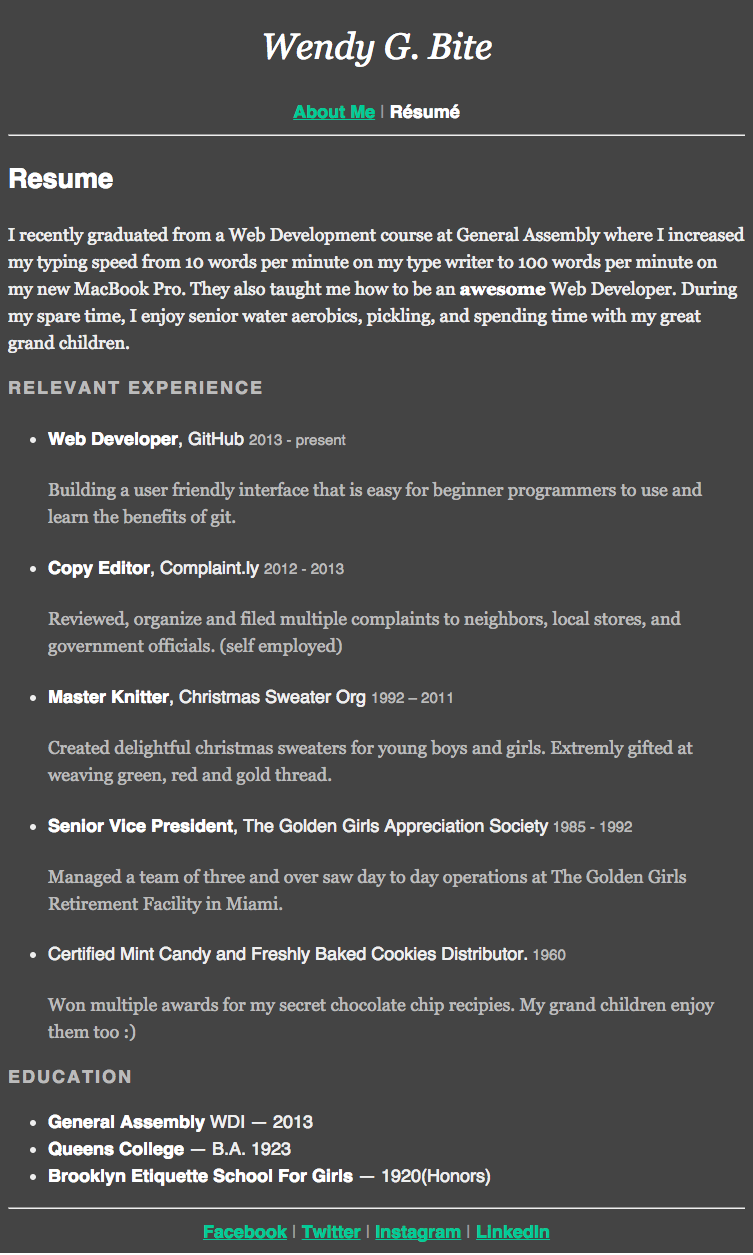 Wendy G. Bite
About Me | Résumé
Resume
I recently graduated from a Web Development course at General Assembly where I increased
my typing speed from 10 words per minute on my type writer to 100 words per minute on
my new MacBook Pro. They also taught me how to be an awesome Web Developer. During
my spare time, I enjoy senior water aerobics, pickling, and spending time with my great
grand children.
RELEVANT EXPERIENCE
• Web Developer, GitHub 2013 - present
Building a user friendly interface that is easy for beginner programmers to use and
learn the benefits of git.
• Copy Editor, Complaint.ly 2012 - 2013
Reviewed, organize and filed multiple complaints to neighbors, local stores, and
government officials. (self employed)
• Master Knitter, Christmas Sweater Org 1992 – 2011
Created delightful christmas sweaters for young boys and girls. Extremly gifted at
weaving green, red and gold thread.
• Senior Vice President, The Golden Girls Appreciation Society 1985 - 1992
Managed a team of three and over saw day to day operations at The Golden Girls
Retirement Facility in Miami.
• Certified Mint Candy and Freshly Baked Cookies Distributor. 1960
Won multiple awards for my secret chocolate chip recipies. My grand children enjoy
them too :)
EDUCATION
• General Assembly WDI — 2013
• Queens College — B.A. 1923
• Brooklyn Etiquette School For Girls — 1920(Honors)
Facebook | Twitter | Instagram | LinkedIn